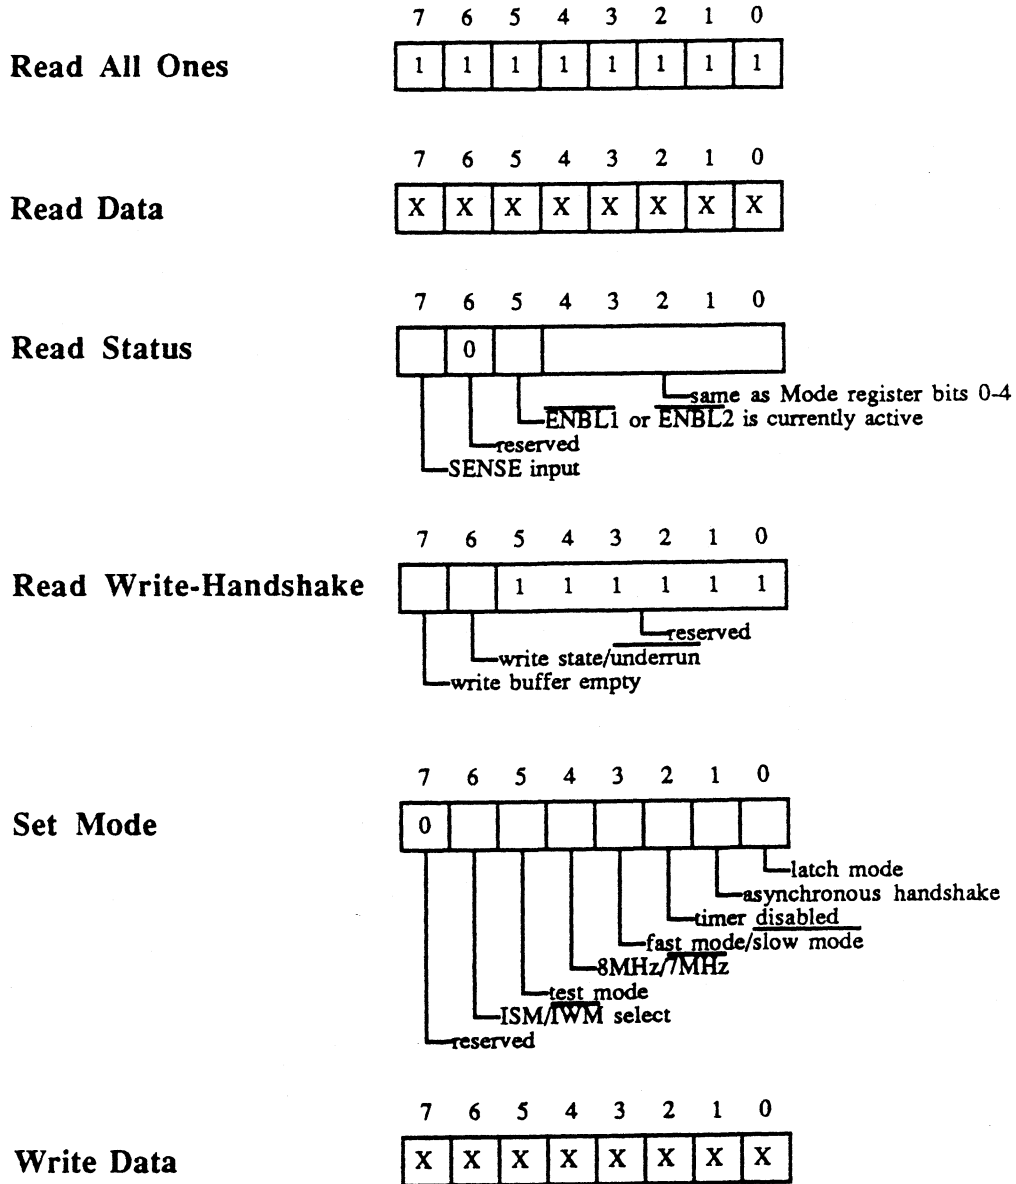 7 6 5 4 3 2 1 0
Read All Ones 1 1 1 1 1 1 1 1
7 6 5 4 3 2 1 0
Read Data X X X X X X X X
7 6 5 4 3 2 1 0
Read Status 0
same as Mode register bits 0-4
ENBL1 or ENBL2 is currently active
reserved
SENSE input
7 6 5 4 3 2 1 0
Read Write-Handshake 1 1 1 1 1 1
reserved
write state/underrun
write buffer empty
7 6 5 4 3 2 1 0
Set Mode 0
latch mode
asynchronous handshake
timer disabled
fast mode/slow mode
8MHz/7MHz
test mode
ISM/IWM select
reserved
7 6 5 4 3 2 1 0
Write Data X X X X X X X X